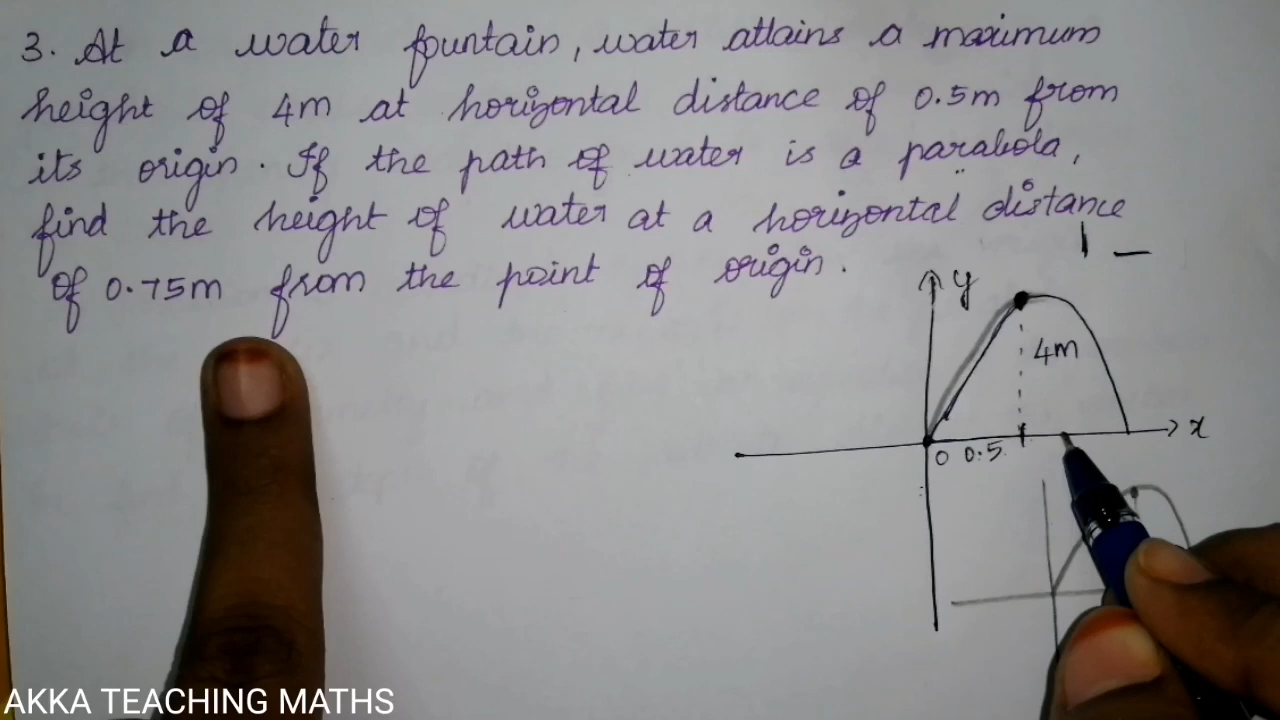 3. At a water fountain, water attains a maximum
height of 4m at horizontal distance of 0.5m from
its origin. If the path of water is a parabola,
find the height of water at a horizontal distance
of 0.75m from the point of origin.
y
4m
x
0 0.5
AKKA TEACHING MATHS